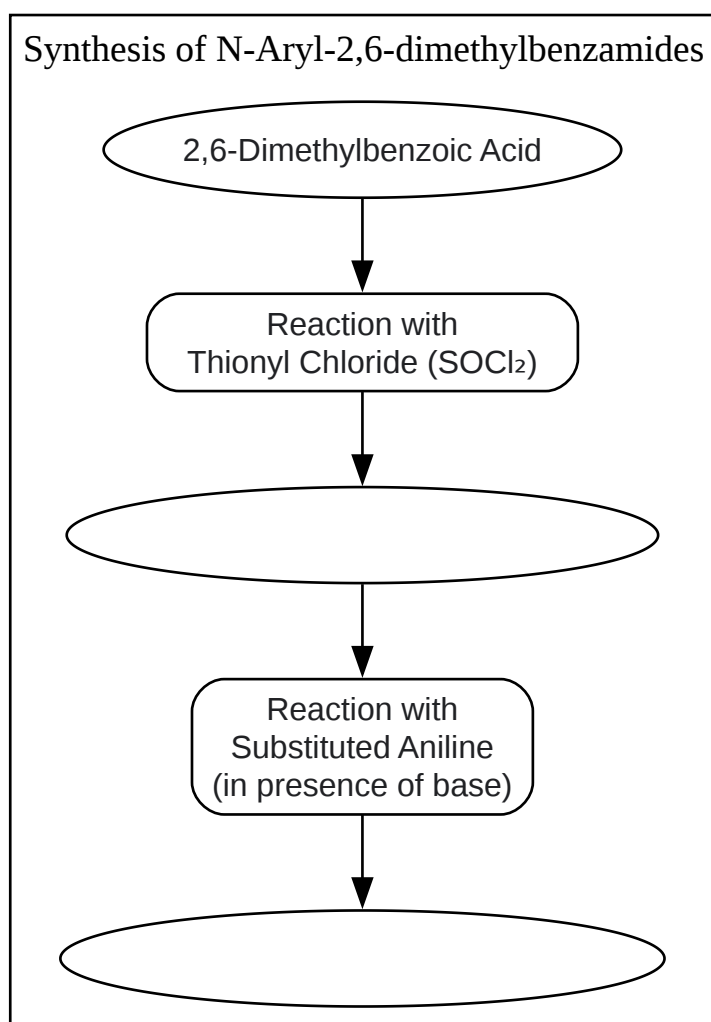 Synthesis of N-Aryl-2,6-dimethylbenzamides
2,6-Dimethylbenzoic Acid
Reaction with
Thionyl Chloride (SOCl₂)
Reaction with
Substituted Aniline
(in presence of base)